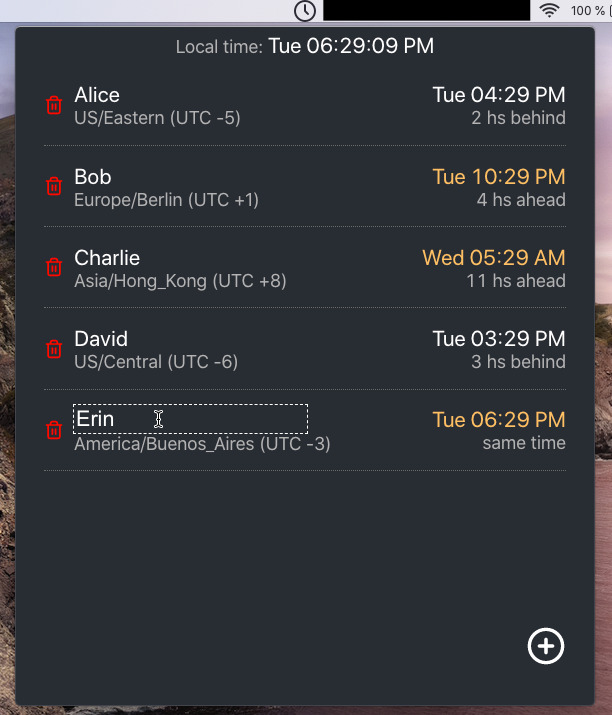 100 %
Local time: Tue 06:29:09 PM
Alice
Tue 04:29 PM
US/Eastern (UTC -5)
2 hs behind
Bob
Tue 10:29 PM
Europe/Berlin (UTC +1)
4 hs ahead
Charlie
Wed 05:29 AM
Asia/Hong_Kong (UTC +8)
11 hs ahead
David
Tue 03:29 PM
US/Central (UTC -6)
3 hs behind
Erin
Tue 06:29 PM
America/Buenos_Aires (UTC -3)
same time